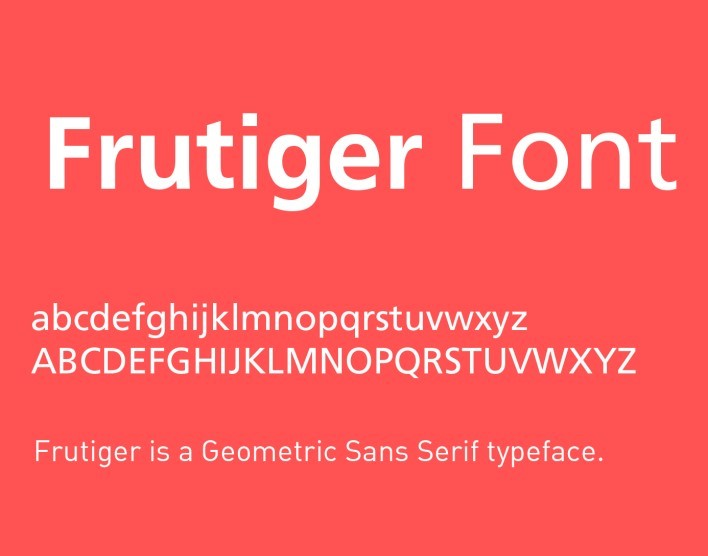 Frutiger Font
abcdefghijklmnopqrstuvwxyz
ABCDEFGHIJKLMNOPQRSTUVWXYZ
Frutiger is a Geometric Sans Serif typeface.